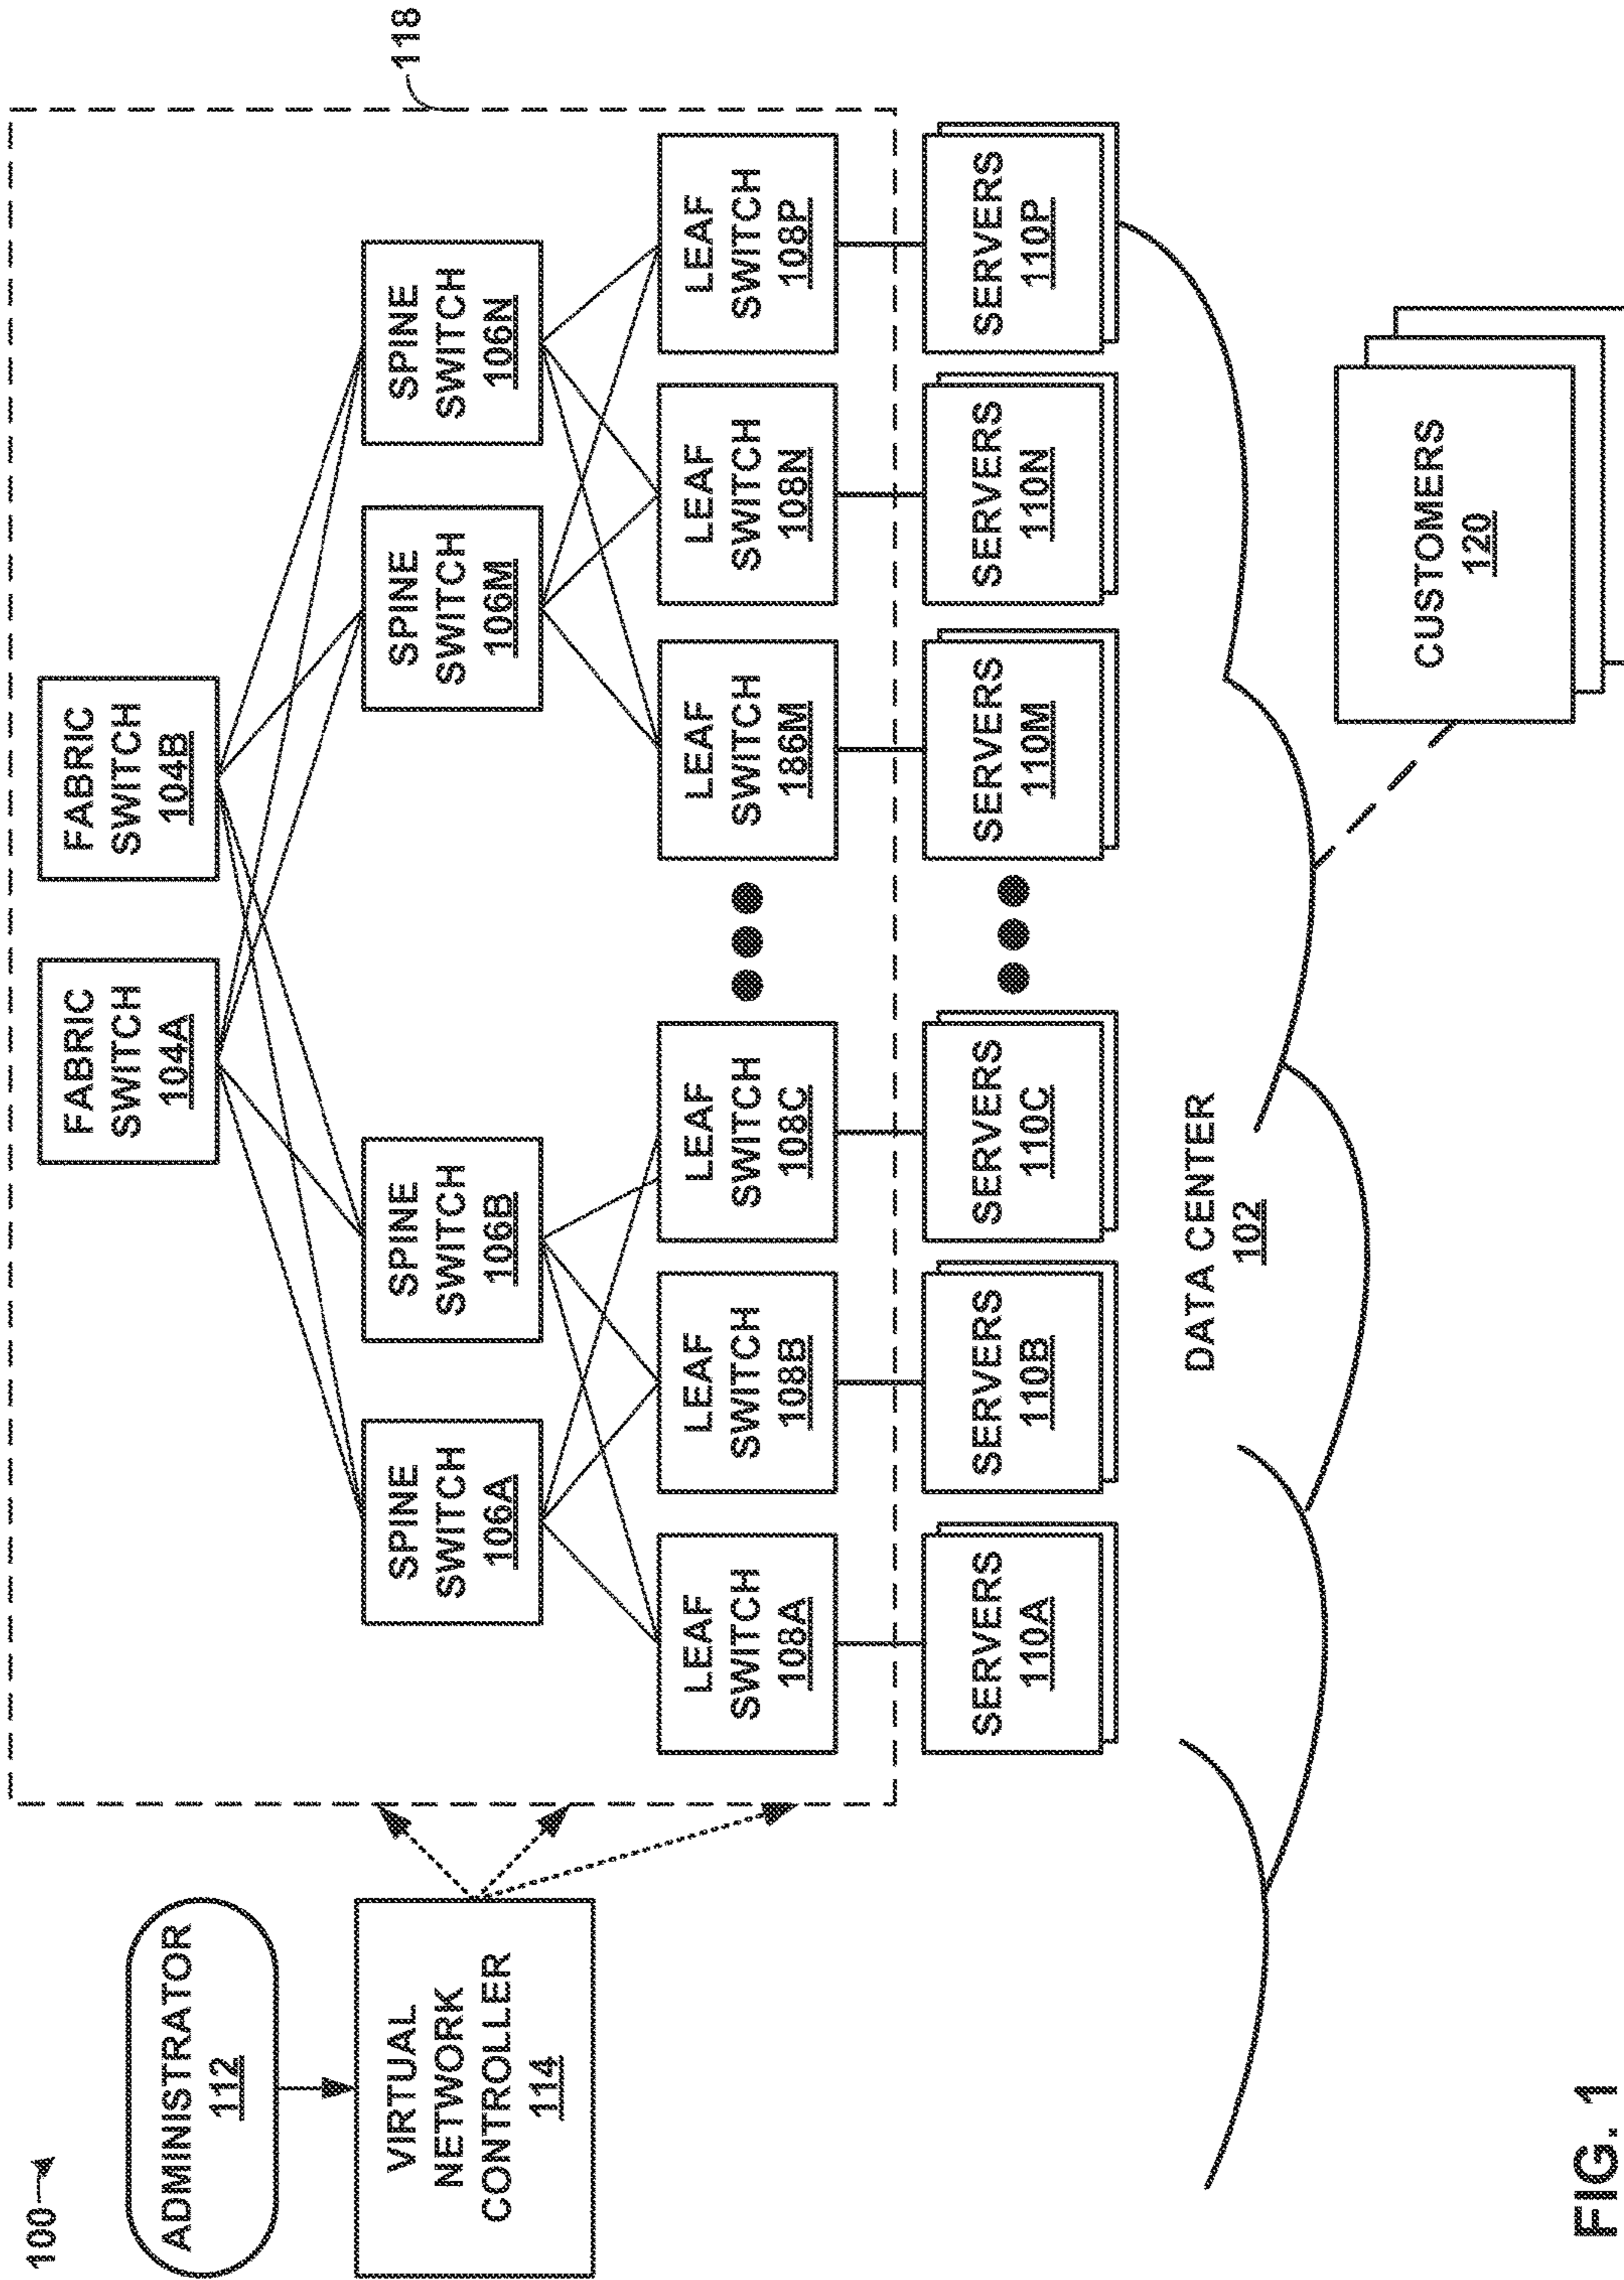 100
ADMINISTRATOR
112
VIRTUAL
NETWORK
CONTROLLER
114
118
FABRIC
SWITCH
104A
FABRIC
SWITCH
104B
SPINE
SWITCH
106A
SPINE
SWITCH
106B
SPINE
SWITCH
106M
SPINE
SWITCH
106N
LEAF
SWITCH
108A
LEAF
SWITCH
108B
LEAF
SWITCH
108C
LEAF
SWITCH
186M
LEAF
SWITCH
108N
LEAF
SWITCH
108P
SERVERS
110A
SERVERS
110B
SERVERS
110C
SERVERS
110M
SERVERS
110N
SERVERS
110P
DATA CENTER
102
CUSTOMERS
120
FIG. 1